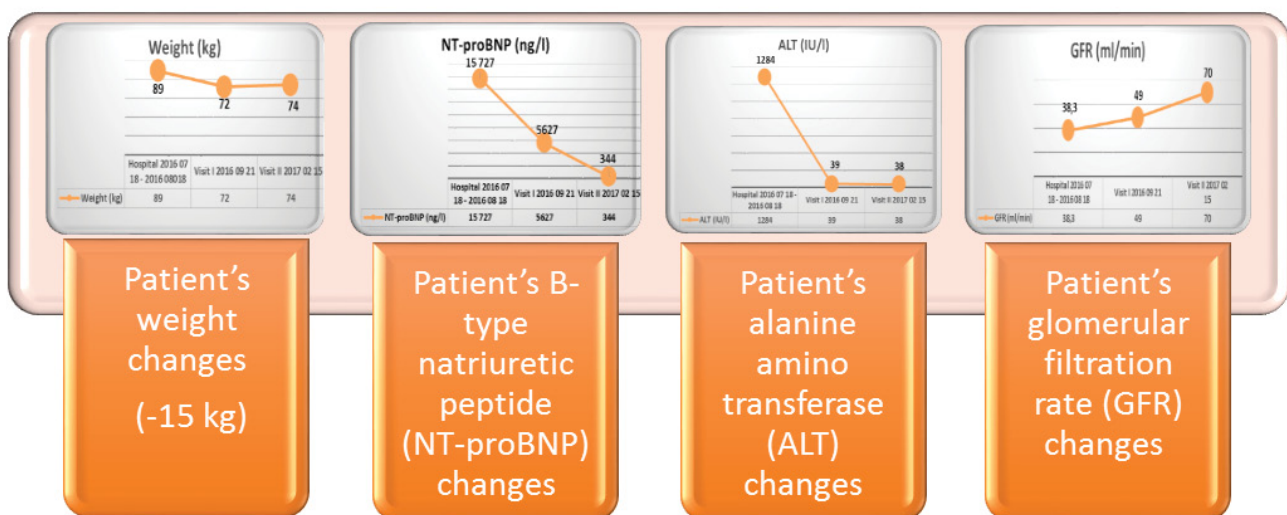 Weight (kg)
89
72
74
Hospital 2016 07
18 - 2016 08018
Visit I 2016 09 21
Visit II 2017 02 15
Weight (kg)
89
72
74
NT-proBNP (ng/l)
15 727
5627
344
Hospital 2016 07
18 - 2016 08 18
Visit I 2016 09 21
Visit II 2017 02 15
NT-proBNP (ng/l)
15 727
5627
344
ALT (IU/l)
1284
39
38
Hospital 2016 07 18 -
2016 08 18
Visit I 2016 09 21
Visit II 2017 02 15
ALT (IU/l)
1284
39
38
GFR (ml/min)
38,3
49
70
Hospital 2016 07
18 - 2016 08 18
Visit I 2016 09 21
Visit II 2017 02
15
GFR (ml/min)
38,3
49
70
Patient’s
weight
changes
(-15 kg)
Patient’s B-
type
natriuretic
peptide
(NT-proBNP)
changes
Patient’s
alanine
amino
transferase
(ALT)
changes
Patient’s
glomerular
filtration
rate (GFR)
changes